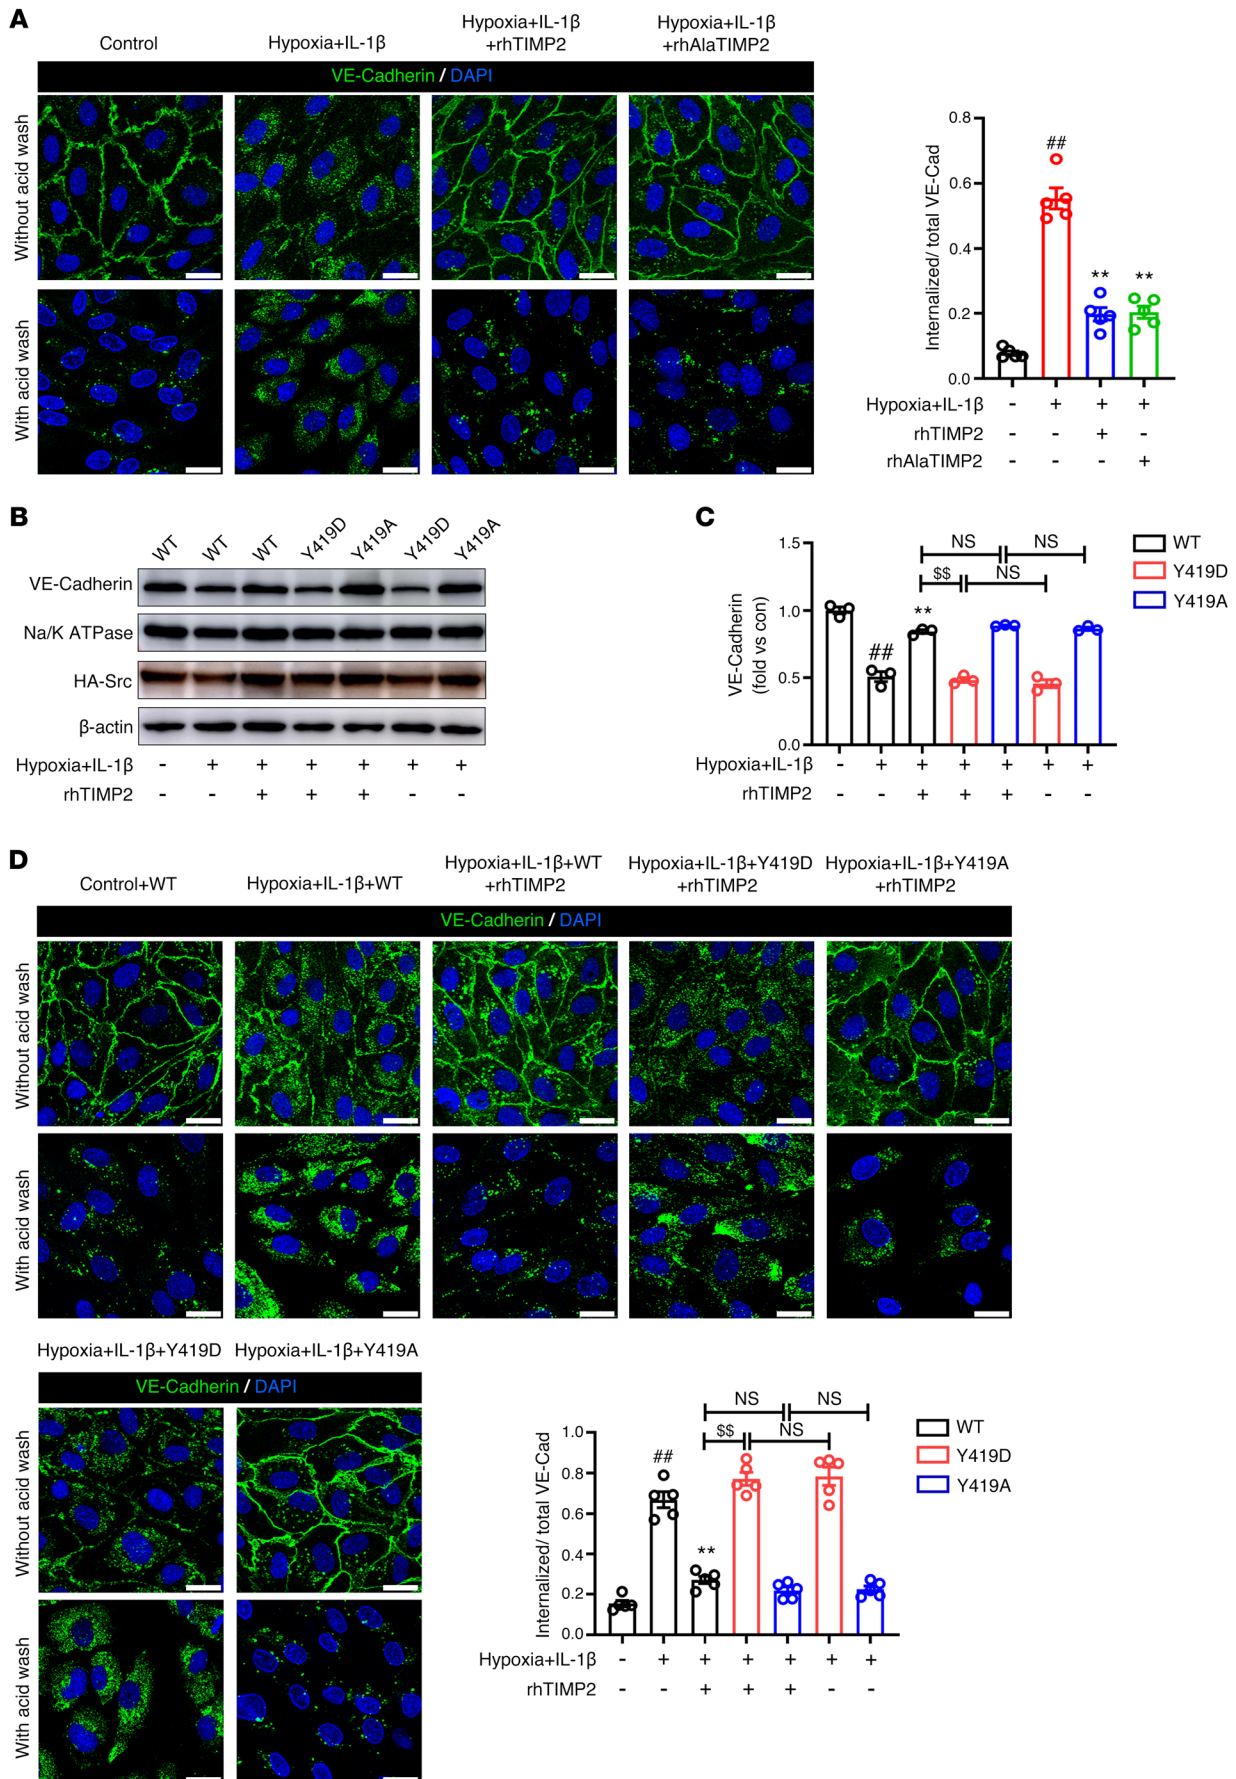 A
Control
Hypoxia+IL-1β
Hypoxia+IL-1β
+rhTIMP2
Hypoxia+IL-1β
+rhAlaTIMP2
VE-Cadherin / DAPI
Without acid wash
With acid wash
Internalized/ total VE-Cad
0.8
0.6
0.4
0.2
0.0
##
**
**
Hypoxia+IL-1β - + + +
rhTIMP2 - - + -
rhAlaTIMP2 - - - +
B
WT WT WT Y419D Y419A Y419D Y419A
VE-Cadherin
Na/K ATPase
HA-Src
β-actin
Hypoxia+IL-1β - + + + + + +
rhTIMP2 - - + + + - -
C
VE-Cadherin
(fold vs con)
1.5
1.0
0.5
0.0
##
**
NS
NS
$$
NS
WT
Y419D
Y419A
Hypoxia+IL-1β - + + + + + +
rhTIMP2 - - + + + - -
D
Control+WT
Hypoxia+IL-1β+WT
Hypoxia+IL-1β+WT
+rhTIMP2
Hypoxia+IL-1β+Y419D
+rhTIMP2
Hypoxia+IL-1β+Y419A
+rhTIMP2
VE-Cadherin / DAPI
Without acid wash
With acid wash
Hypoxia+IL-1β+Y419D
Hypoxia+IL-1β+Y419A
VE-Cadherin / DAPI
Without acid wash
With acid wash
Internalized/ total VE-Cad
1.0
0.8
0.6
0.4
0.2
0.0
##
**
NS
NS
$$
NS
WT
Y419D
Y419A
Hypoxia+IL-1β - + + + + + +
rhTIMP2 - - + + + - -